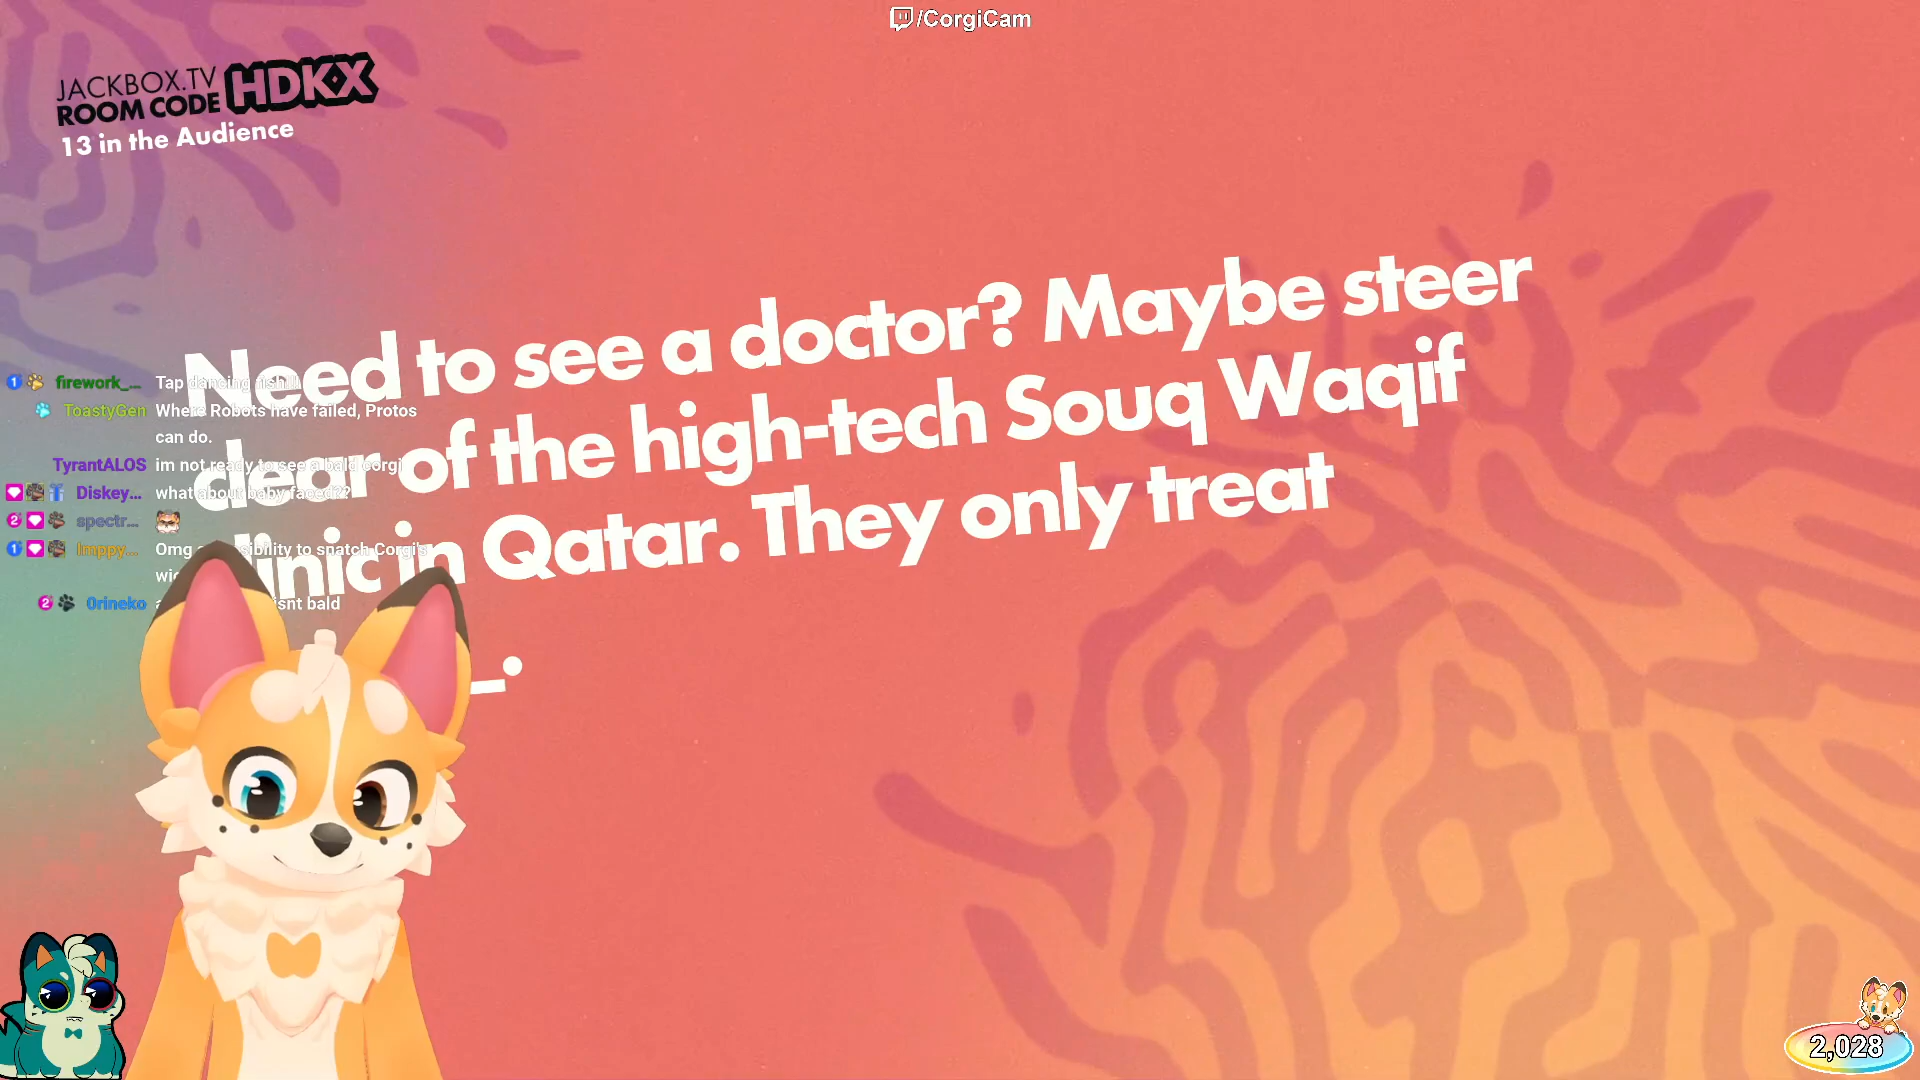 /CorgiCam
JACKBOX.TV
ROOM CODE HDKX
13 in the Audience
Need to see a doctor? Maybe steer
clear of the high-tech Souq Waqif
clinic in Qatar. They only treat
_.
firework_... Tap dancing fish!!!
ToastyGen Where Robots have failed, Protos
can do.
TyrantALOS im not ready to see a bald corgi
Diskey... what about baby faced??
spectr...
Imppy... Omg to snatch Corgi's
Orineko isnt bald
2,028